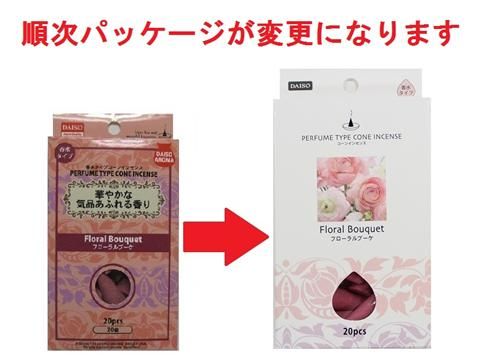 順次パッケージが変更になります
DAISO
香水
タイプ
DAISO
AROMA
香水タイプコーンインセンス
PERFUME TYPE CONE INCENSE
華やかな
気品あふれる香り
Floral Bouquet
フローラルブーケ
20pcs
20個
DAISO
香水
タイプ
PERFUME TYPE CONE INCENSE
コーンインセンス
Floral Bouquet
フローラルブーケ
20pcs